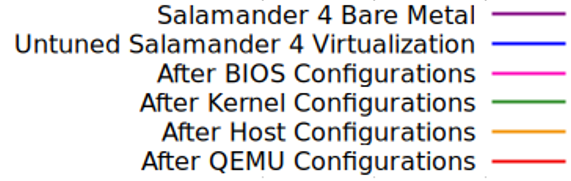 Salamander 4 Bare Metal
Untuned Salamander 4 Virtualization
After BIOS Configurations
After Kernel Configurations
After Host Configurations
After QEMU Configurations